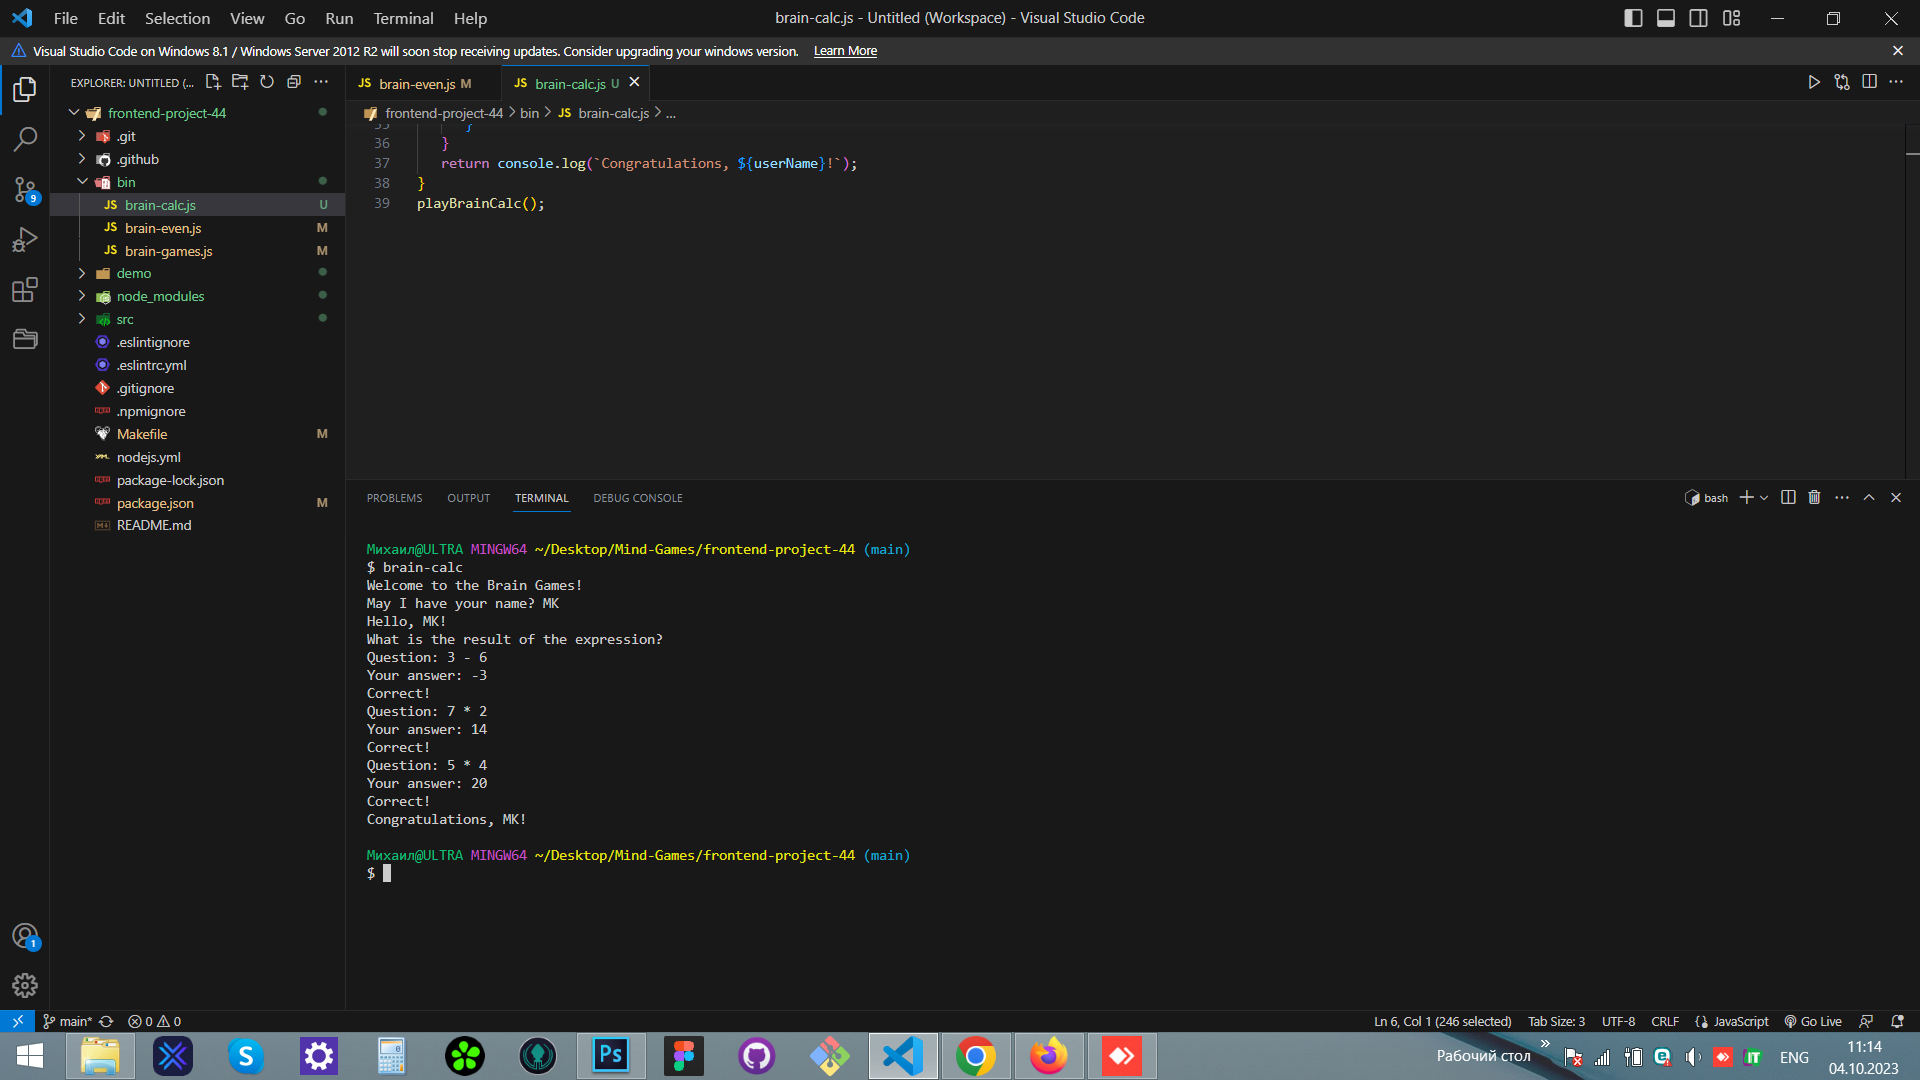 File Edit Selection View Go Run Terminal Help
brain-calc.js - Untitled (Workspace) - Visual Studio Code
Visual Studio Code on Windows 8.1 / Windows Server 2012 R2 will soon stop receiving updates. Consider upgrading your windows version. Learn More
EXPLORER: UNTITLED (...
frontend-project-44
.git
.github
bin
JS brain-calc.js U
JS brain-even.js M
JS brain-games.js M
demo
node_modules
src
.eslintignore
.eslintrc.yml
.gitignore
.npmignore
Makefile M
nodejs.yml
package-lock.json
package.json M
README.md
9
1
JS brain-even.js M
JS brain-calc.js U
frontend-project-44 > bin > JS brain-calc.js > ...
35 }
36 }
37 return console.log(`Congratulations, ${userName}!`);
38 }
39 playBrainCalc();
PROBLEMS OUTPUT TERMINAL DEBUG CONSOLE
bash
Михаил@ULTRA MINGW64 ~/Desktop/Mind-Games/frontend-project-44 (main)
$ brain-calc
Welcome to the Brain Games!
May I have your name? MK
Hello, MK!
What is the result of the expression?
Question: 3 - 6
Your answer: -3
Correct!
Question: 7 * 2
Your answer: 14
Correct!
Question: 5 * 4
Your answer: 20
Correct!
Congratulations, MK!
Михаил@ULTRA MINGW64 ~/Desktop/Mind-Games/frontend-project-44 (main)
$
main* 0 0
Ln 6, Col 1 (246 selected) Tab Size: 3 UTF-8 CRLF JavaScript Go Live
Ps
Рабочий стол
ENG
11:14
04.10.2023